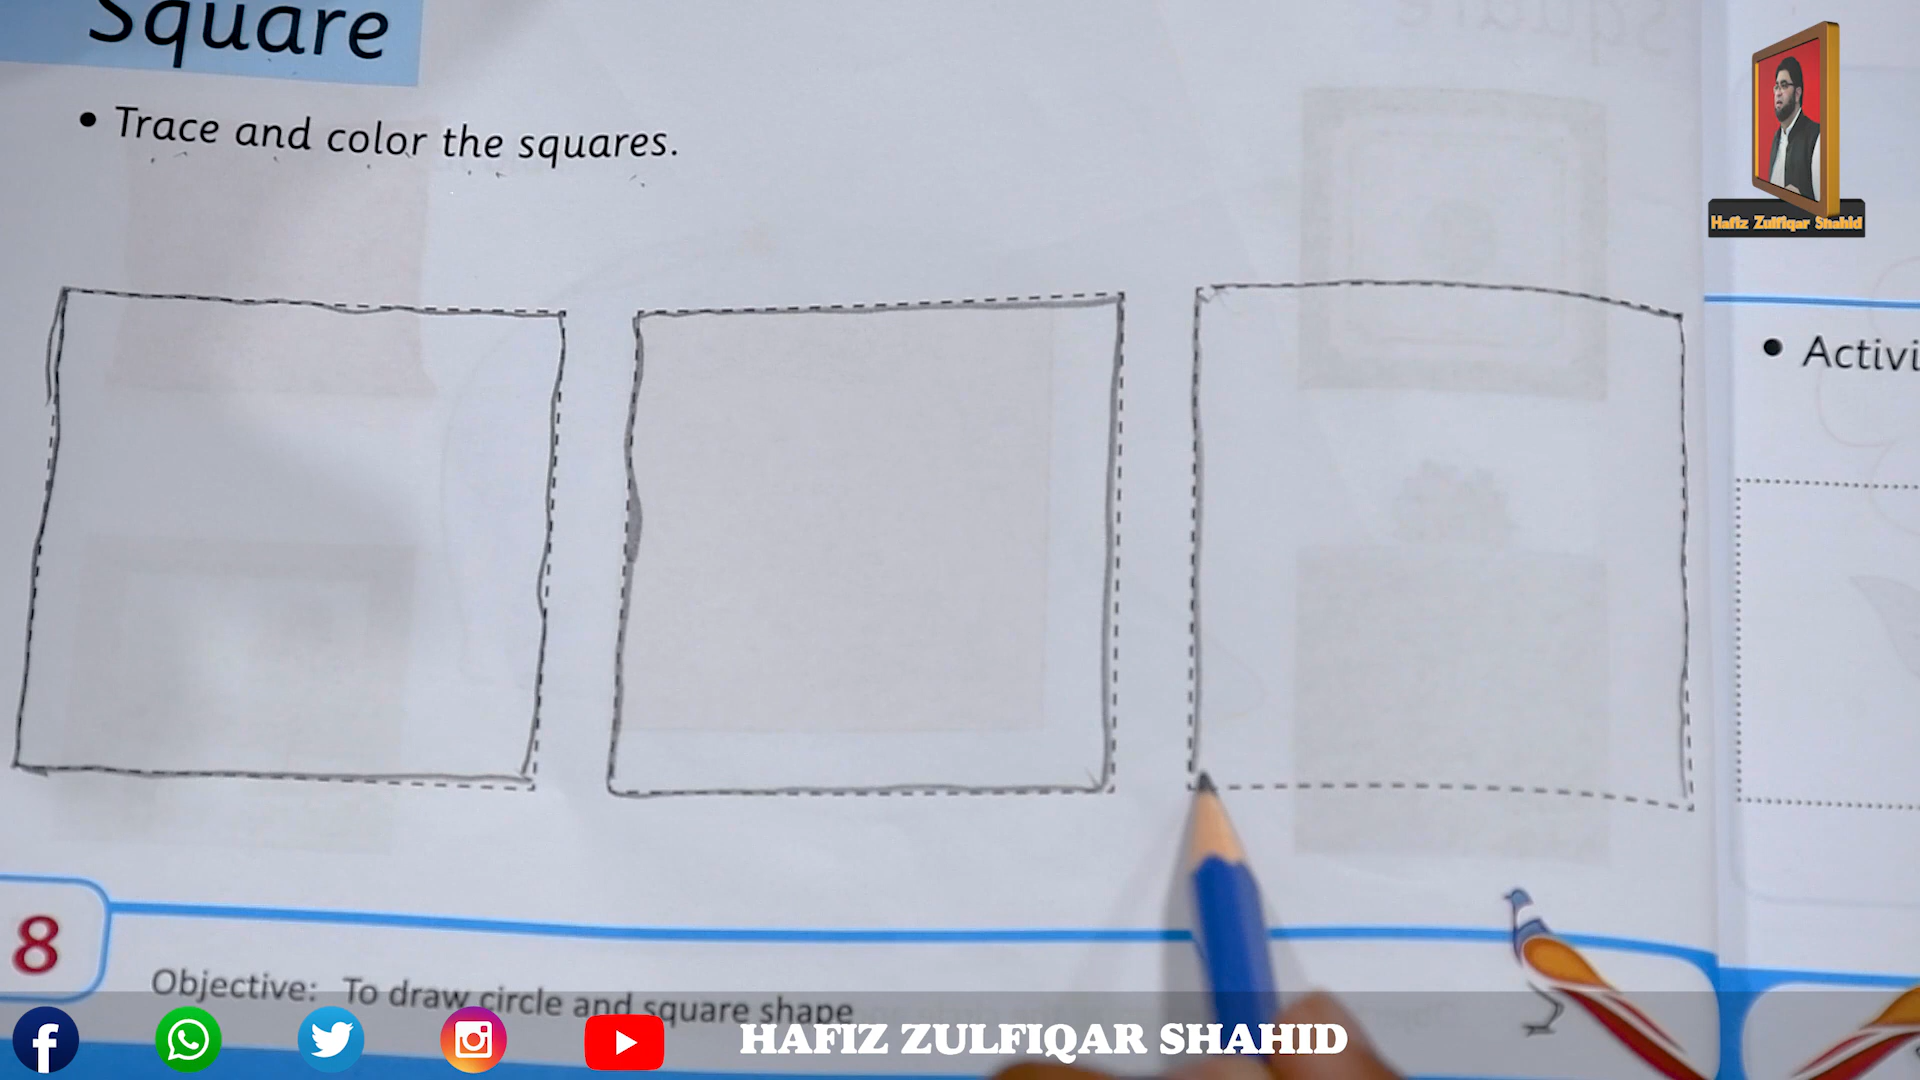 Square
• Trace and color the squares.
Hafiz Zulfiqar Shahid
• Activi
8
Objective: To draw circle and square shape
HAFIZ ZULFIQAR SHAHID